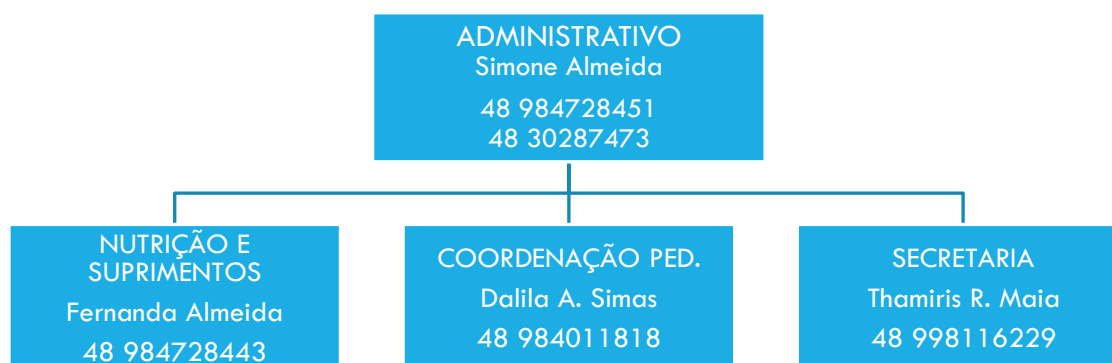 ADMINISTRATIVO
Simone Almeida
48 984728451
48 30287473
NUTRIÇÃO E
SUPRIMENTOS
Fernanda Almeida
48 984728443
COORDENAÇÃO PED.
Dalila A. Simas
48 984011818
SECRETARIA
Thamiris R. Maia
48 998116229